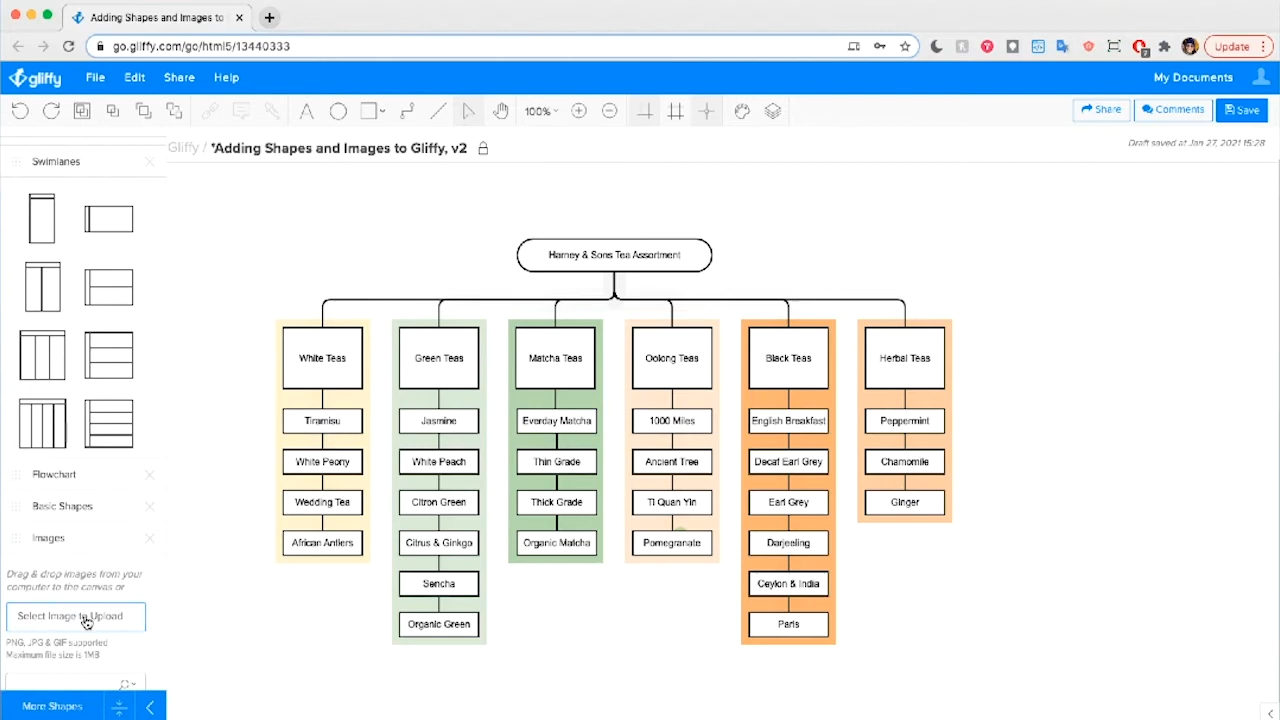 Adding Shapes and Images to
go.gliffy.com/go/html5/13440333
Update
gliffy
File
Edit
Share
Help
My Documents
100%
Share
Comments
Save
Gliffy / *Adding Shapes and Images to Gliffy, v2
Draft saved at Jan 27, 2021 15:28
Swimlanes
Flowchart
Basic Shapes
Images
Drag & drop images from your
computer to the canvas or
Select Image to Upload
PNG, JPG & GIF supported
Maximum file size is 1MB
More Shapes
Harney & Sons Tea Assortment
White Teas
Green Teas
Matcha Teas
Oolong Teas
Black Teas
Herbal Teas
Tiramisu
Jasmine
Everday Matcha
1000 Miles
English Breakfast
Peppermint
White Peony
White Peach
Thin Grade
Ancient Tree
Decaf Earl Grey
Chamomile
Wedding Tea
Citron Green
Thick Grade
Ti Quan Yin
Earl Grey
Ginger
African Antlers
Citrus & Ginkgo
Organic Matcha
Pomegranate
Darjeeling
Sencha
Ceylon & India
Organic Green
Paris